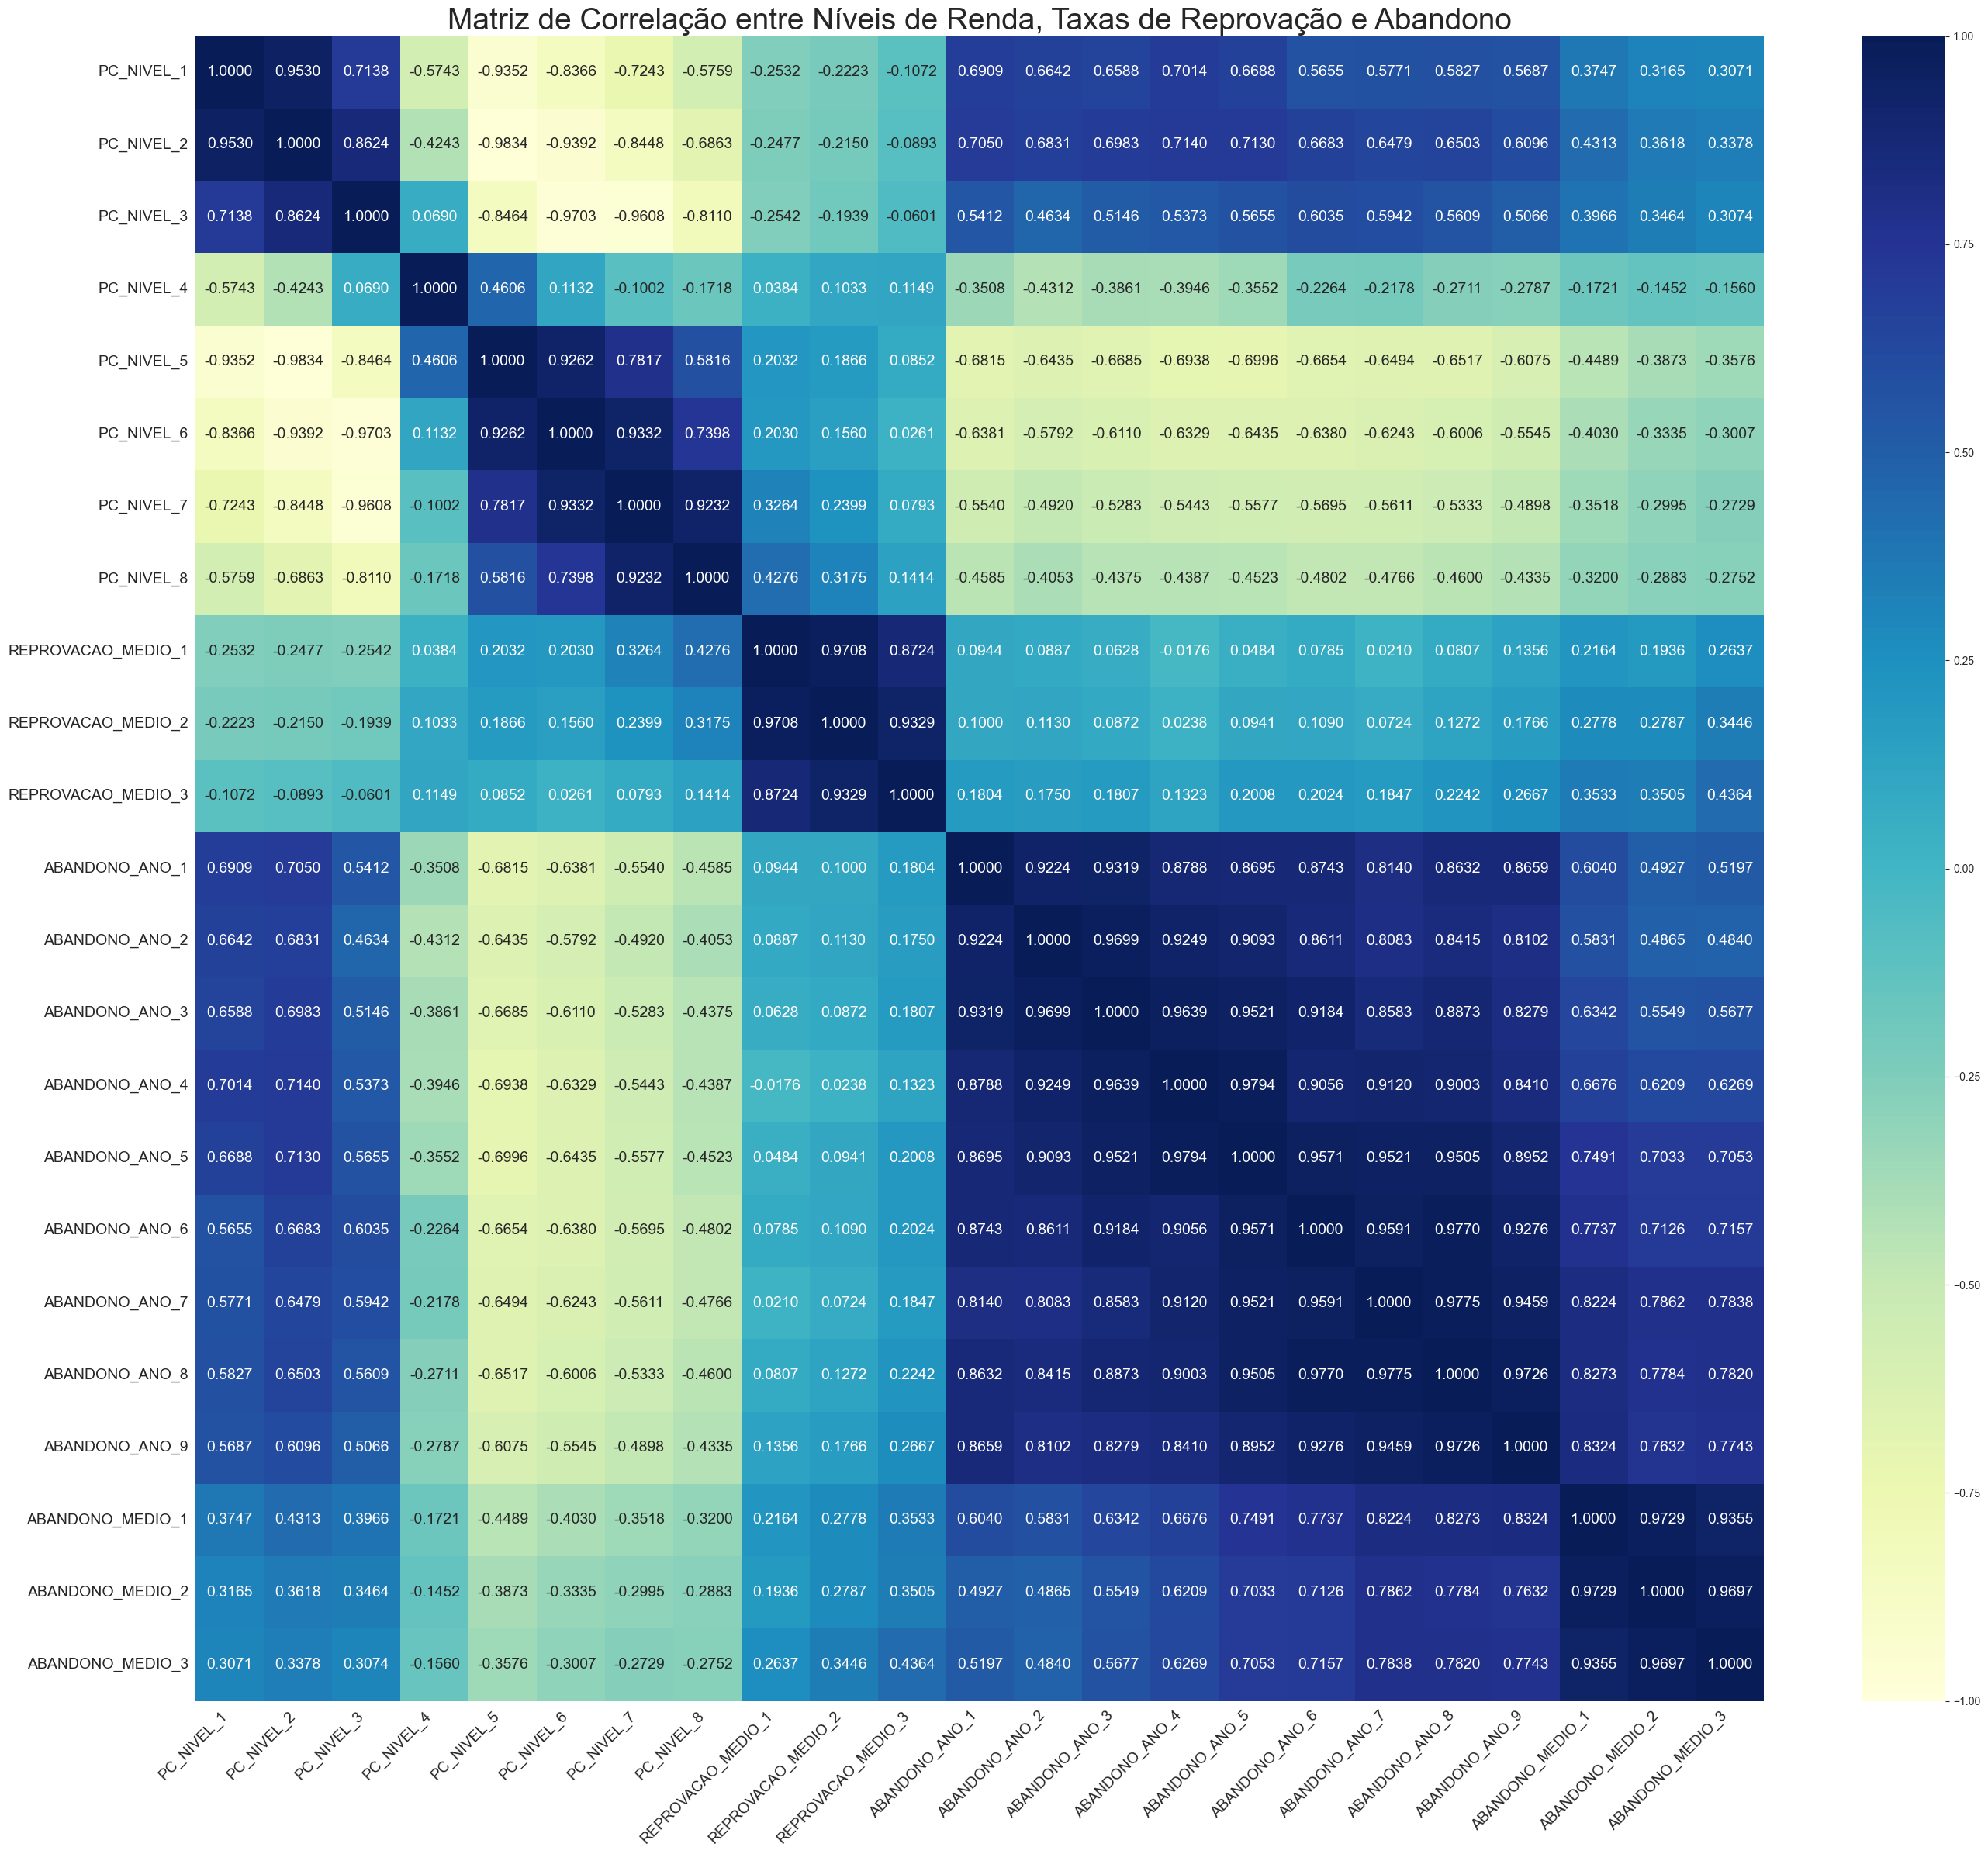 Matriz de Correlação entre Níveis de Renda, Taxas de Reprovação e Abandono
PC_NIVEL_1 1.0000 0.9530 0.7138 -0.5743 -0.9352 -0.8366 -0.7243 -0.5759 -0.2532 -0.2223 -0.1072 0.6909 0.6642 0.6588 0.7014 0.6688 0.5655 0.5771 0.5827 0.5687 0.3747 0.3165 0.3071
PC_NIVEL_2 0.9530 1.0000 0.8624 -0.4243 -0.9834 -0.9392 -0.8448 -0.6863 -0.2477 -0.2150 -0.0893 0.7050 0.6831 0.6983 0.7140 0.7130 0.6683 0.6479 0.6503 0.6096 0.4313 0.3618 0.3378
PC_NIVEL_3 0.7138 0.8624 1.0000 0.0690 -0.8464 -0.9703 -0.9608 -0.8110 -0.2542 -0.1939 -0.0601 0.5412 0.4634 0.5146 0.5373 0.5655 0.6035 0.5942 0.5609 0.5066 0.3966 0.3464 0.3074
PC_NIVEL_4 -0.5743 -0.4243 0.0690 1.0000 0.4606 0.1132 -0.1002 -0.1718 0.0384 0.1033 0.1149 -0.3508 -0.4312 -0.3861 -0.3946 -0.3552 -0.2264 -0.2178 -0.2711 -0.2787 -0.1721 -0.1452 -0.1560
PC_NIVEL_5 -0.9352 -0.9834 -0.8464 0.4606 1.0000 0.9262 0.7817 0.5816 0.2032 0.1866 0.0852 -0.6815 -0.6435 -0.6685 -0.6938 -0.6996 -0.6654 -0.6494 -0.6517 -0.6075 -0.4489 -0.3873 -0.3576
PC_NIVEL_6 -0.8366 -0.9392 -0.9703 0.1132 0.9262 1.0000 0.9332 0.7398 0.2030 0.1560 0.0261 -0.6381 -0.5792 -0.6110 -0.6329 -0.6435 -0.6380 -0.6243 -0.6006 -0.5545 -0.4030 -0.3335 -0.3007
PC_NIVEL_7 -0.7243 -0.8448 -0.9608 -0.1002 0.7817 0.9332 1.0000 0.9232 0.3264 0.2399 0.0793 -0.5540 -0.4920 -0.5283 -0.5443 -0.5577 -0.5695 -0.5611 -0.5333 -0.4898 -0.3518 -0.2995 -0.2729
PC_NIVEL_8 -0.5759 -0.6863 -0.8110 -0.1718 0.5816 0.7398 0.9232 1.0000 0.4276 0.3175 0.1414 -0.4585 -0.4053 -0.4375 -0.4387 -0.4523 -0.4802 -0.4766 -0.4600 -0.4335 -0.3200 -0.2883 -0.2752
REPROVACAO_MEDIO_1 -0.2532 -0.2477 -0.2542 0.0384 0.2032 0.2030 0.3264 0.4276 1.0000 0.9708 0.8724 0.0944 0.0887 0.0628 -0.0176 0.0484 0.0785 0.0210 0.0807 0.1356 0.2164 0.1936 0.2637
REPROVACAO_MEDIO_2 -0.2223 -0.2150 -0.1939 0.1033 0.1866 0.1560 0.2399 0.3175 0.9708 1.0000 0.9329 0.1000 0.1130 0.0872 0.0238 0.0941 0.1090 0.0724 0.1272 0.1766 0.2778 0.2787 0.3446
REPROVACAO_MEDIO_3 -0.1072 -0.0893 -0.0601 0.1149 0.0852 0.0261 0.0793 0.1414 0.8724 0.9329 1.0000 0.1804 0.1750 0.1807 0.1323 0.2008 0.2024 0.1847 0.2242 0.2667 0.3533 0.3505 0.4364
ABANDONO_ANO_1 0.6909 0.7050 0.5412 -0.3508 -0.6815 -0.6381 -0.5540 -0.4585 0.0944 0.1000 0.1804 1.0000 0.9224 0.9319 0.8788 0.8695 0.8743 0.8140 0.8632 0.8659 0.6040 0.4927 0.5197
ABANDONO_ANO_2 0.6642 0.6831 0.4634 -0.4312 -0.6435 -0.5792 -0.4920 -0.4053 0.0887 0.1130 0.1750 0.9224 1.0000 0.9699 0.9249 0.9093 0.8611 0.8083 0.8415 0.8102 0.5831 0.4865 0.4840
ABANDONO_ANO_3 0.6588 0.6983 0.5146 -0.3861 -0.6685 -0.6110 -0.5283 -0.4375 0.0628 0.0872 0.1807 0.9319 0.9699 1.0000 0.9639 0.9521 0.9184 0.8583 0.8873 0.8279 0.6342 0.5549 0.5677
ABANDONO_ANO_4 0.7014 0.7140 0.5373 -0.3946 -0.6938 -0.6329 -0.5443 -0.4387 -0.0176 0.0238 0.1323 0.8788 0.9249 0.9639 1.0000 0.9794 0.9056 0.9120 0.9003 0.8410 0.6676 0.6209 0.6269
ABANDONO_ANO_5 0.6688 0.7130 0.5655 -0.3552 -0.6996 -0.6435 -0.5577 -0.4523 0.0484 0.0941 0.2008 0.8695 0.9093 0.9521 0.9794 1.0000 0.9571 0.9521 0.9505 0.8952 0.7491 0.7033 0.7053
ABANDONO_ANO_6 0.5655 0.6683 0.6035 -0.2264 -0.6654 -0.6380 -0.5695 -0.4802 0.0785 0.1090 0.2024 0.8743 0.8611 0.9184 0.9056 0.9571 1.0000 0.9591 0.9770 0.9276 0.7737 0.7126 0.7157
ABANDONO_ANO_7 0.5771 0.6479 0.5942 -0.2178 -0.6494 -0.6243 -0.5611 -0.4766 0.0210 0.0724 0.1847 0.8140 0.8083 0.8583 0.9120 0.9521 0.9591 1.0000 0.9775 0.9459 0.8224 0.7862 0.7838
ABANDONO_ANO_8 0.5827 0.6503 0.5609 -0.2711 -0.6517 -0.6006 -0.5333 -0.4600 0.0807 0.1272 0.2242 0.8632 0.8415 0.8873 0.9003 0.9505 0.9770 0.9775 1.0000 0.9726 0.8273 0.7784 0.7820
ABANDONO_ANO_9 0.5687 0.6096 0.5066 -0.2787 -0.6075 -0.5545 -0.4898 -0.4335 0.1356 0.1766 0.2667 0.8659 0.8102 0.8279 0.8410 0.8952 0.9276 0.9459 0.9726 1.0000 0.8324 0.7632 0.7743
ABANDONO_MEDIO_1 0.3747 0.4313 0.3966 -0.1721 -0.4489 -0.4030 -0.3518 -0.3200 0.2164 0.2778 0.3533 0.6040 0.5831 0.6342 0.6676 0.7491 0.7737 0.8224 0.8273 0.8324 1.0000 0.9729 0.9355
ABANDONO_MEDIO_2 0.3165 0.3618 0.3464 -0.1452 -0.3873 -0.3335 -0.2995 -0.2883 0.1936 0.2787 0.3505 0.4927 0.4865 0.5549 0.6209 0.7033 0.7126 0.7862 0.7784 0.7632 0.9729 1.0000 0.9697
ABANDONO_MEDIO_3 0.3071 0.3378 0.3074 -0.1560 -0.3576 -0.3007 -0.2729 -0.2752 0.2637 0.3446 0.4364 0.5197 0.4840 0.5677 0.6269 0.7053 0.7157 0.7838 0.7820 0.7743 0.9355 0.9697 1.0000
PC_NIVEL_1 PC_NIVEL_2 PC_NIVEL_3 PC_NIVEL_4 PC_NIVEL_5 PC_NIVEL_6 PC_NIVEL_7 PC_NIVEL_8 REPROVACAO_MEDIO_1 REPROVACAO_MEDIO_2 REPROVACAO_MEDIO_3 ABANDONO_ANO_1 ABANDONO_ANO_2 ABANDONO_ANO_3 ABANDONO_ANO_4 ABANDONO_ANO_5 ABANDONO_ANO_6 ABANDONO_ANO_7 ABANDONO_ANO_8 ABANDONO_ANO_9 ABANDONO_MEDIO_1 ABANDONO_MEDIO_2 ABANDONO_MEDIO_3
1.00
0.75
0.50
0.25
0.00
−0.25
−0.50
−0.75
−1.00